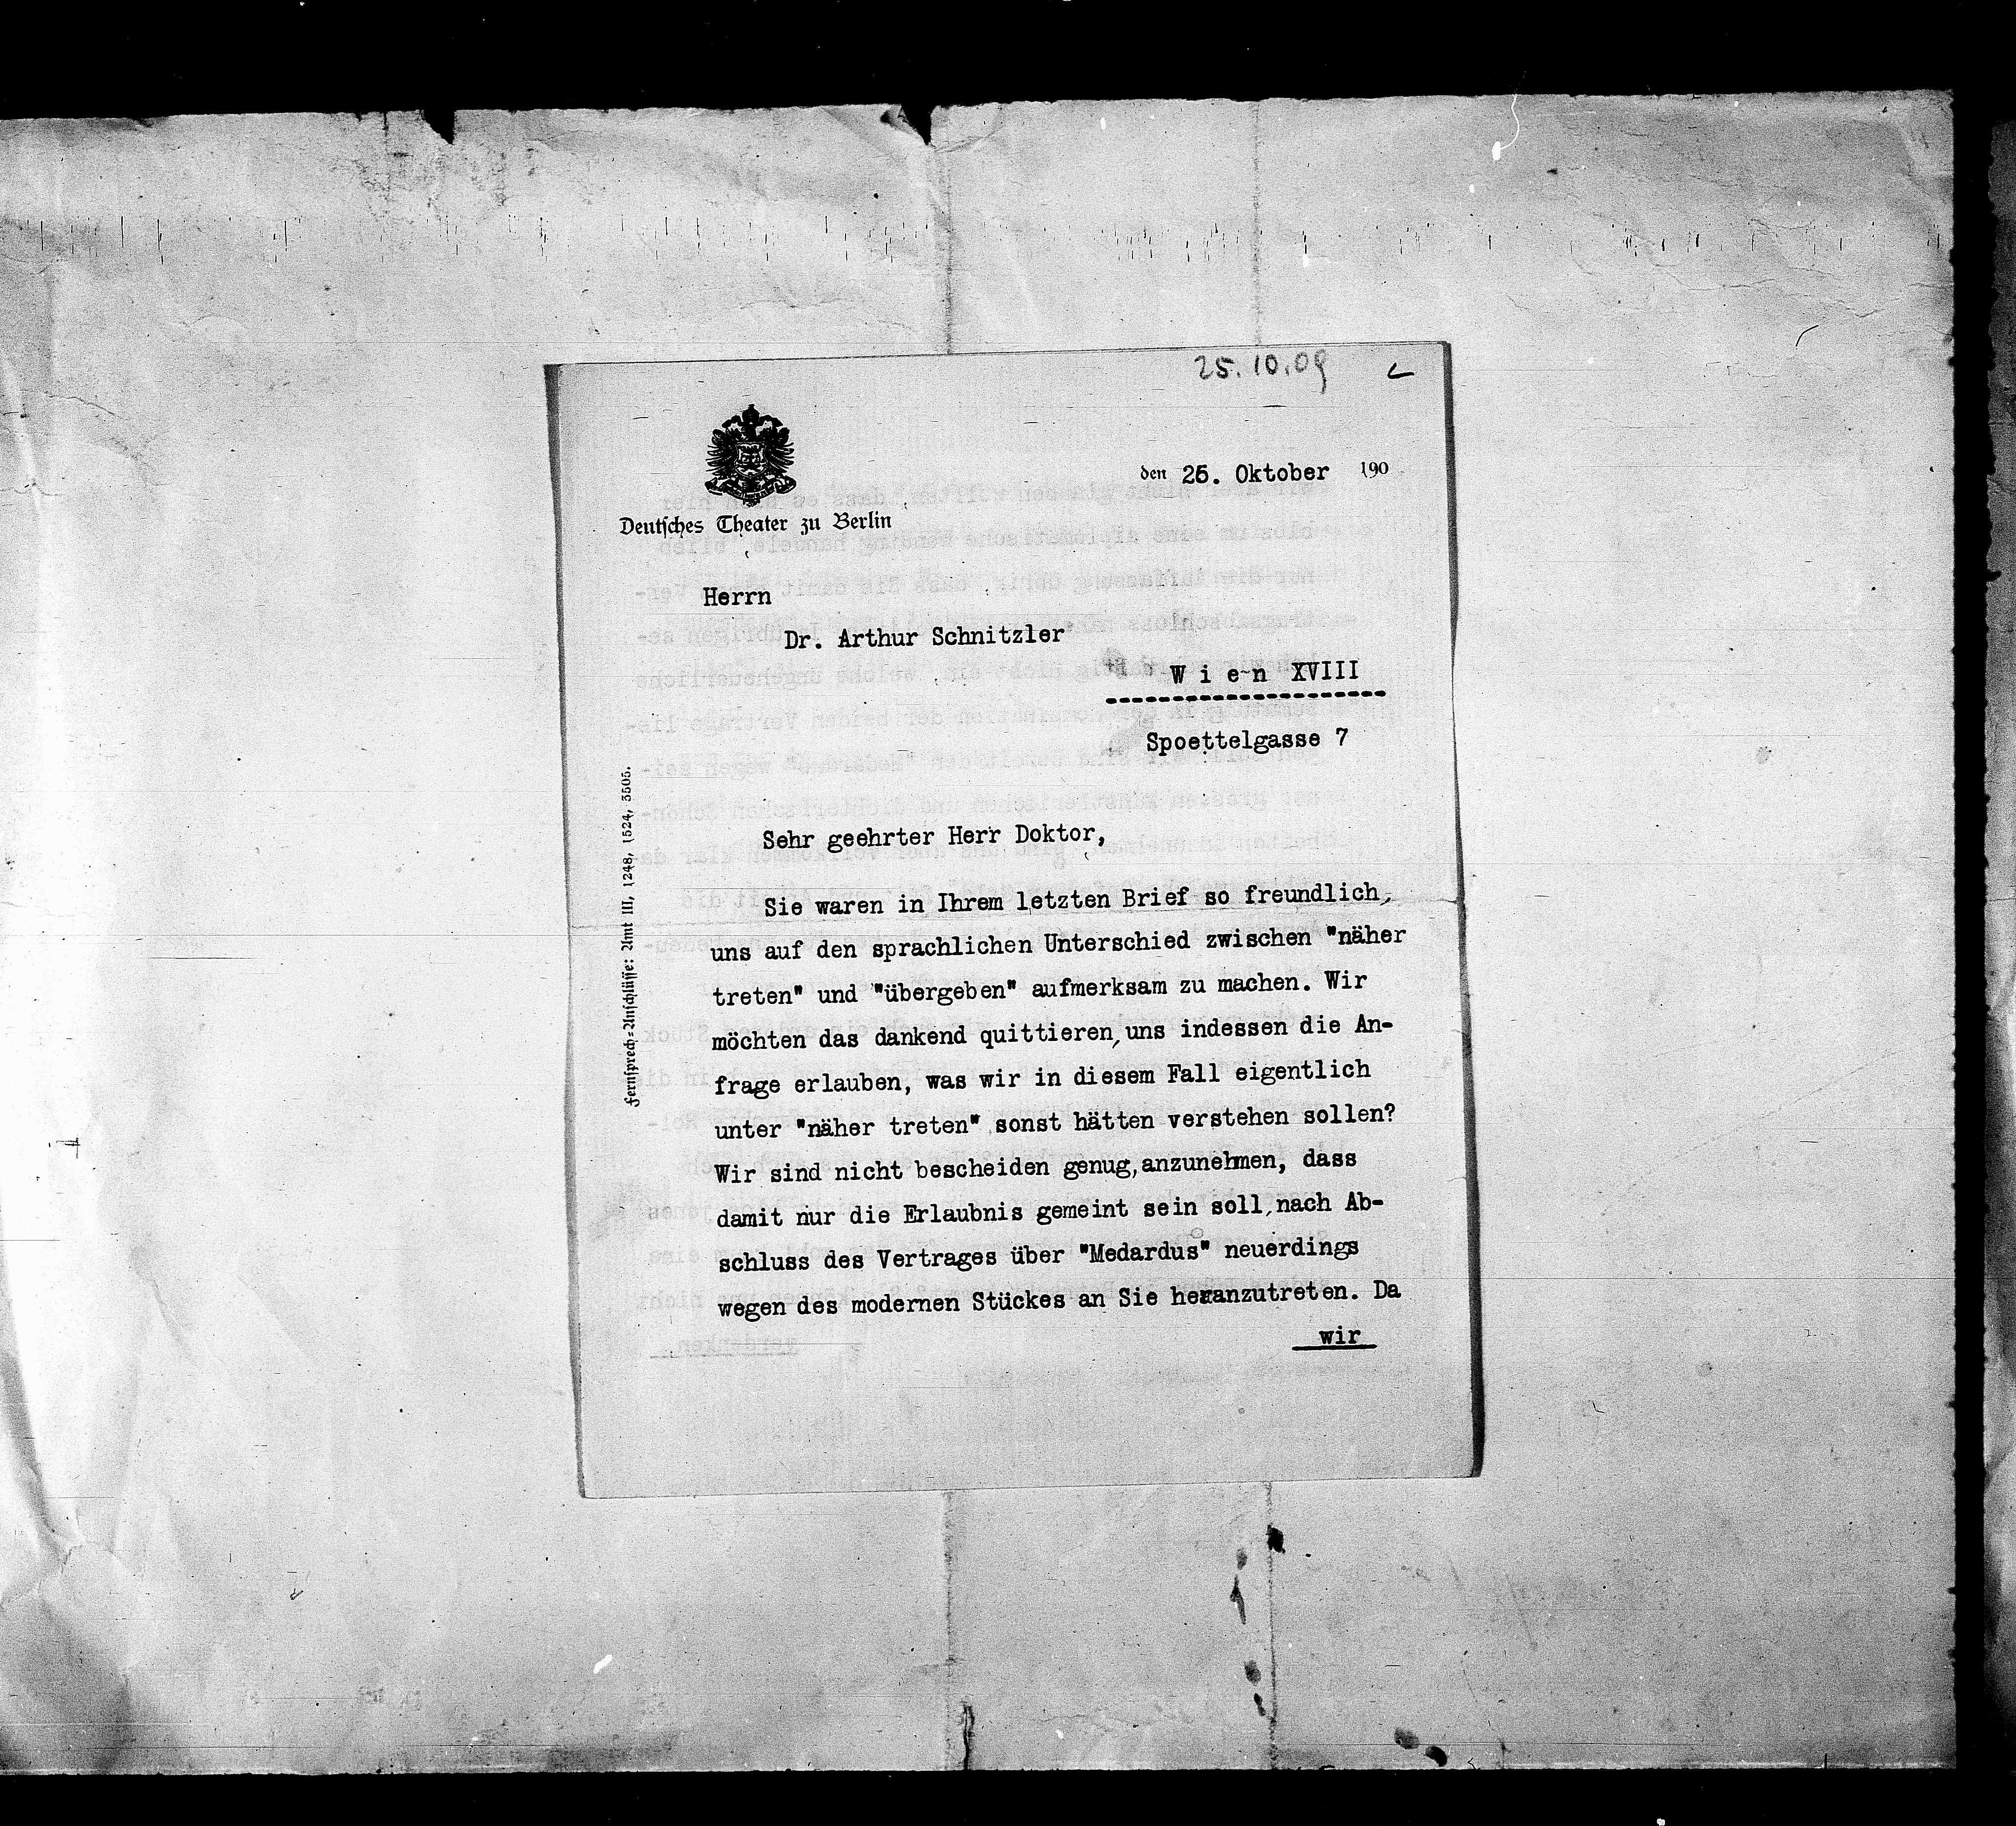 25.10.09
den 25. Oktober 190
Deutsches Theater zu Berlin
Herrn
Dr. Arthur Schnitzler
Wien XVIII
Spoettelgasse 7
Fernsprech=Anschlüsse: Amt III, 1248, 1524, 3505.
Sehr geehrter Herr Doktor,
Sie waren in Ihrem letzten Brief so freundlich,
uns auf den sprachlichen Unterschied zwischen "näher
treten" und "übergeben" aufmerksam zu machen. Wir
möchten das dankend quittieren, uns indessen die An-
frage erlauben, was wir in diesem Fall eigentlich
unter "näher treten" sonst hätten verstehen sollen?
Wir sind nicht bescheiden genug, anzunehmen, dass
damit nur die Erlaubnis gemeint sein soll, nach Ab-
schluss des Vertrages über "Medardus" neuerdings
wegen des modernen Stückes an Sie heranzutreten. Da
wir